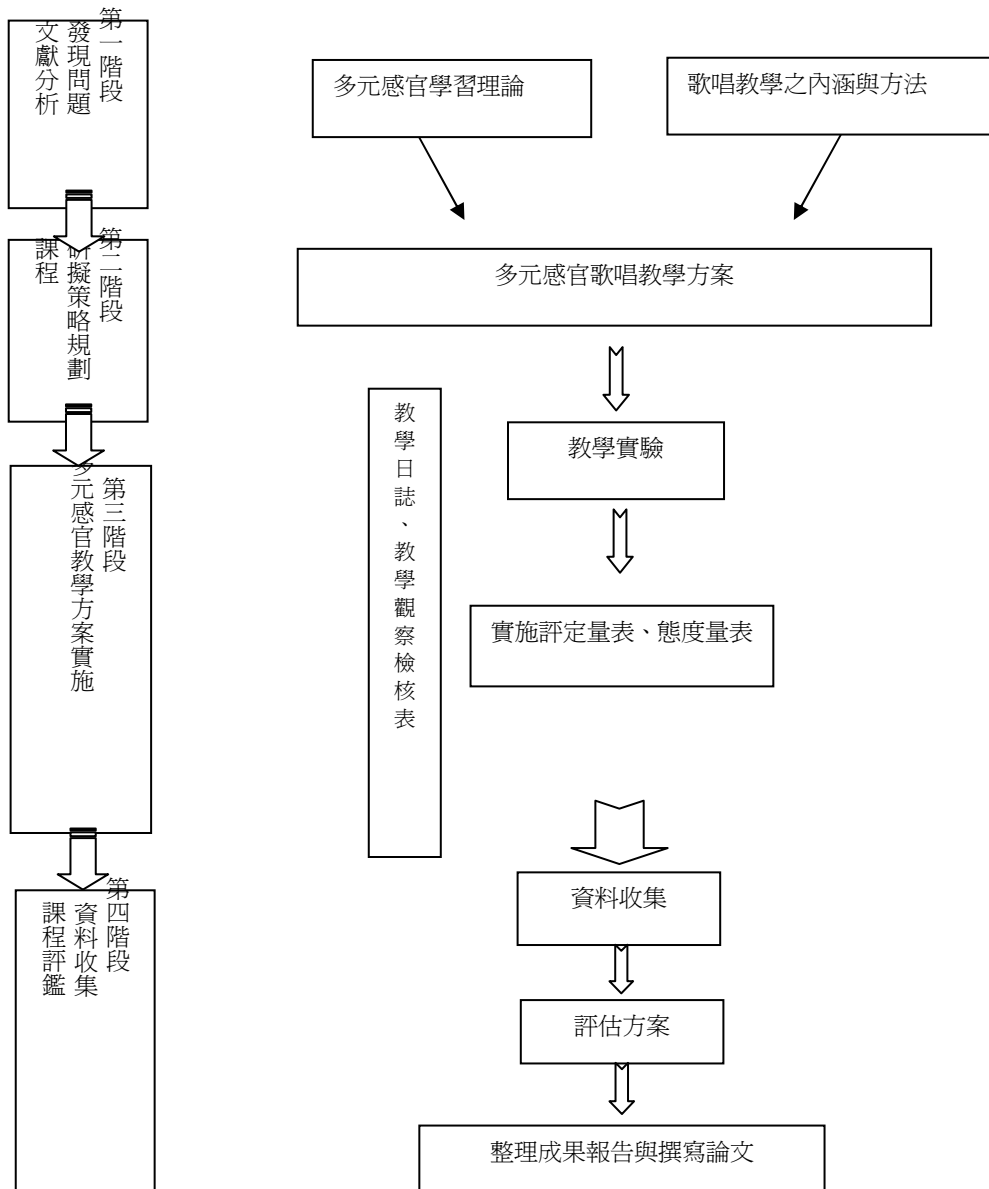 第一階段
發現問題
文獻分析
多元感官學習理論
歌唱教學之內涵與方法
第二階段
研擬策略規劃
課程
多元感官歌唱教學方案
教學日誌、教學觀察檢核表
教學實驗
第三階段
多元感官教學方案實施
實施評定量表、態度量表
第四階段
資料收集
課程評鑑
資料收集
評估方案
整理成果報告與撰寫論文